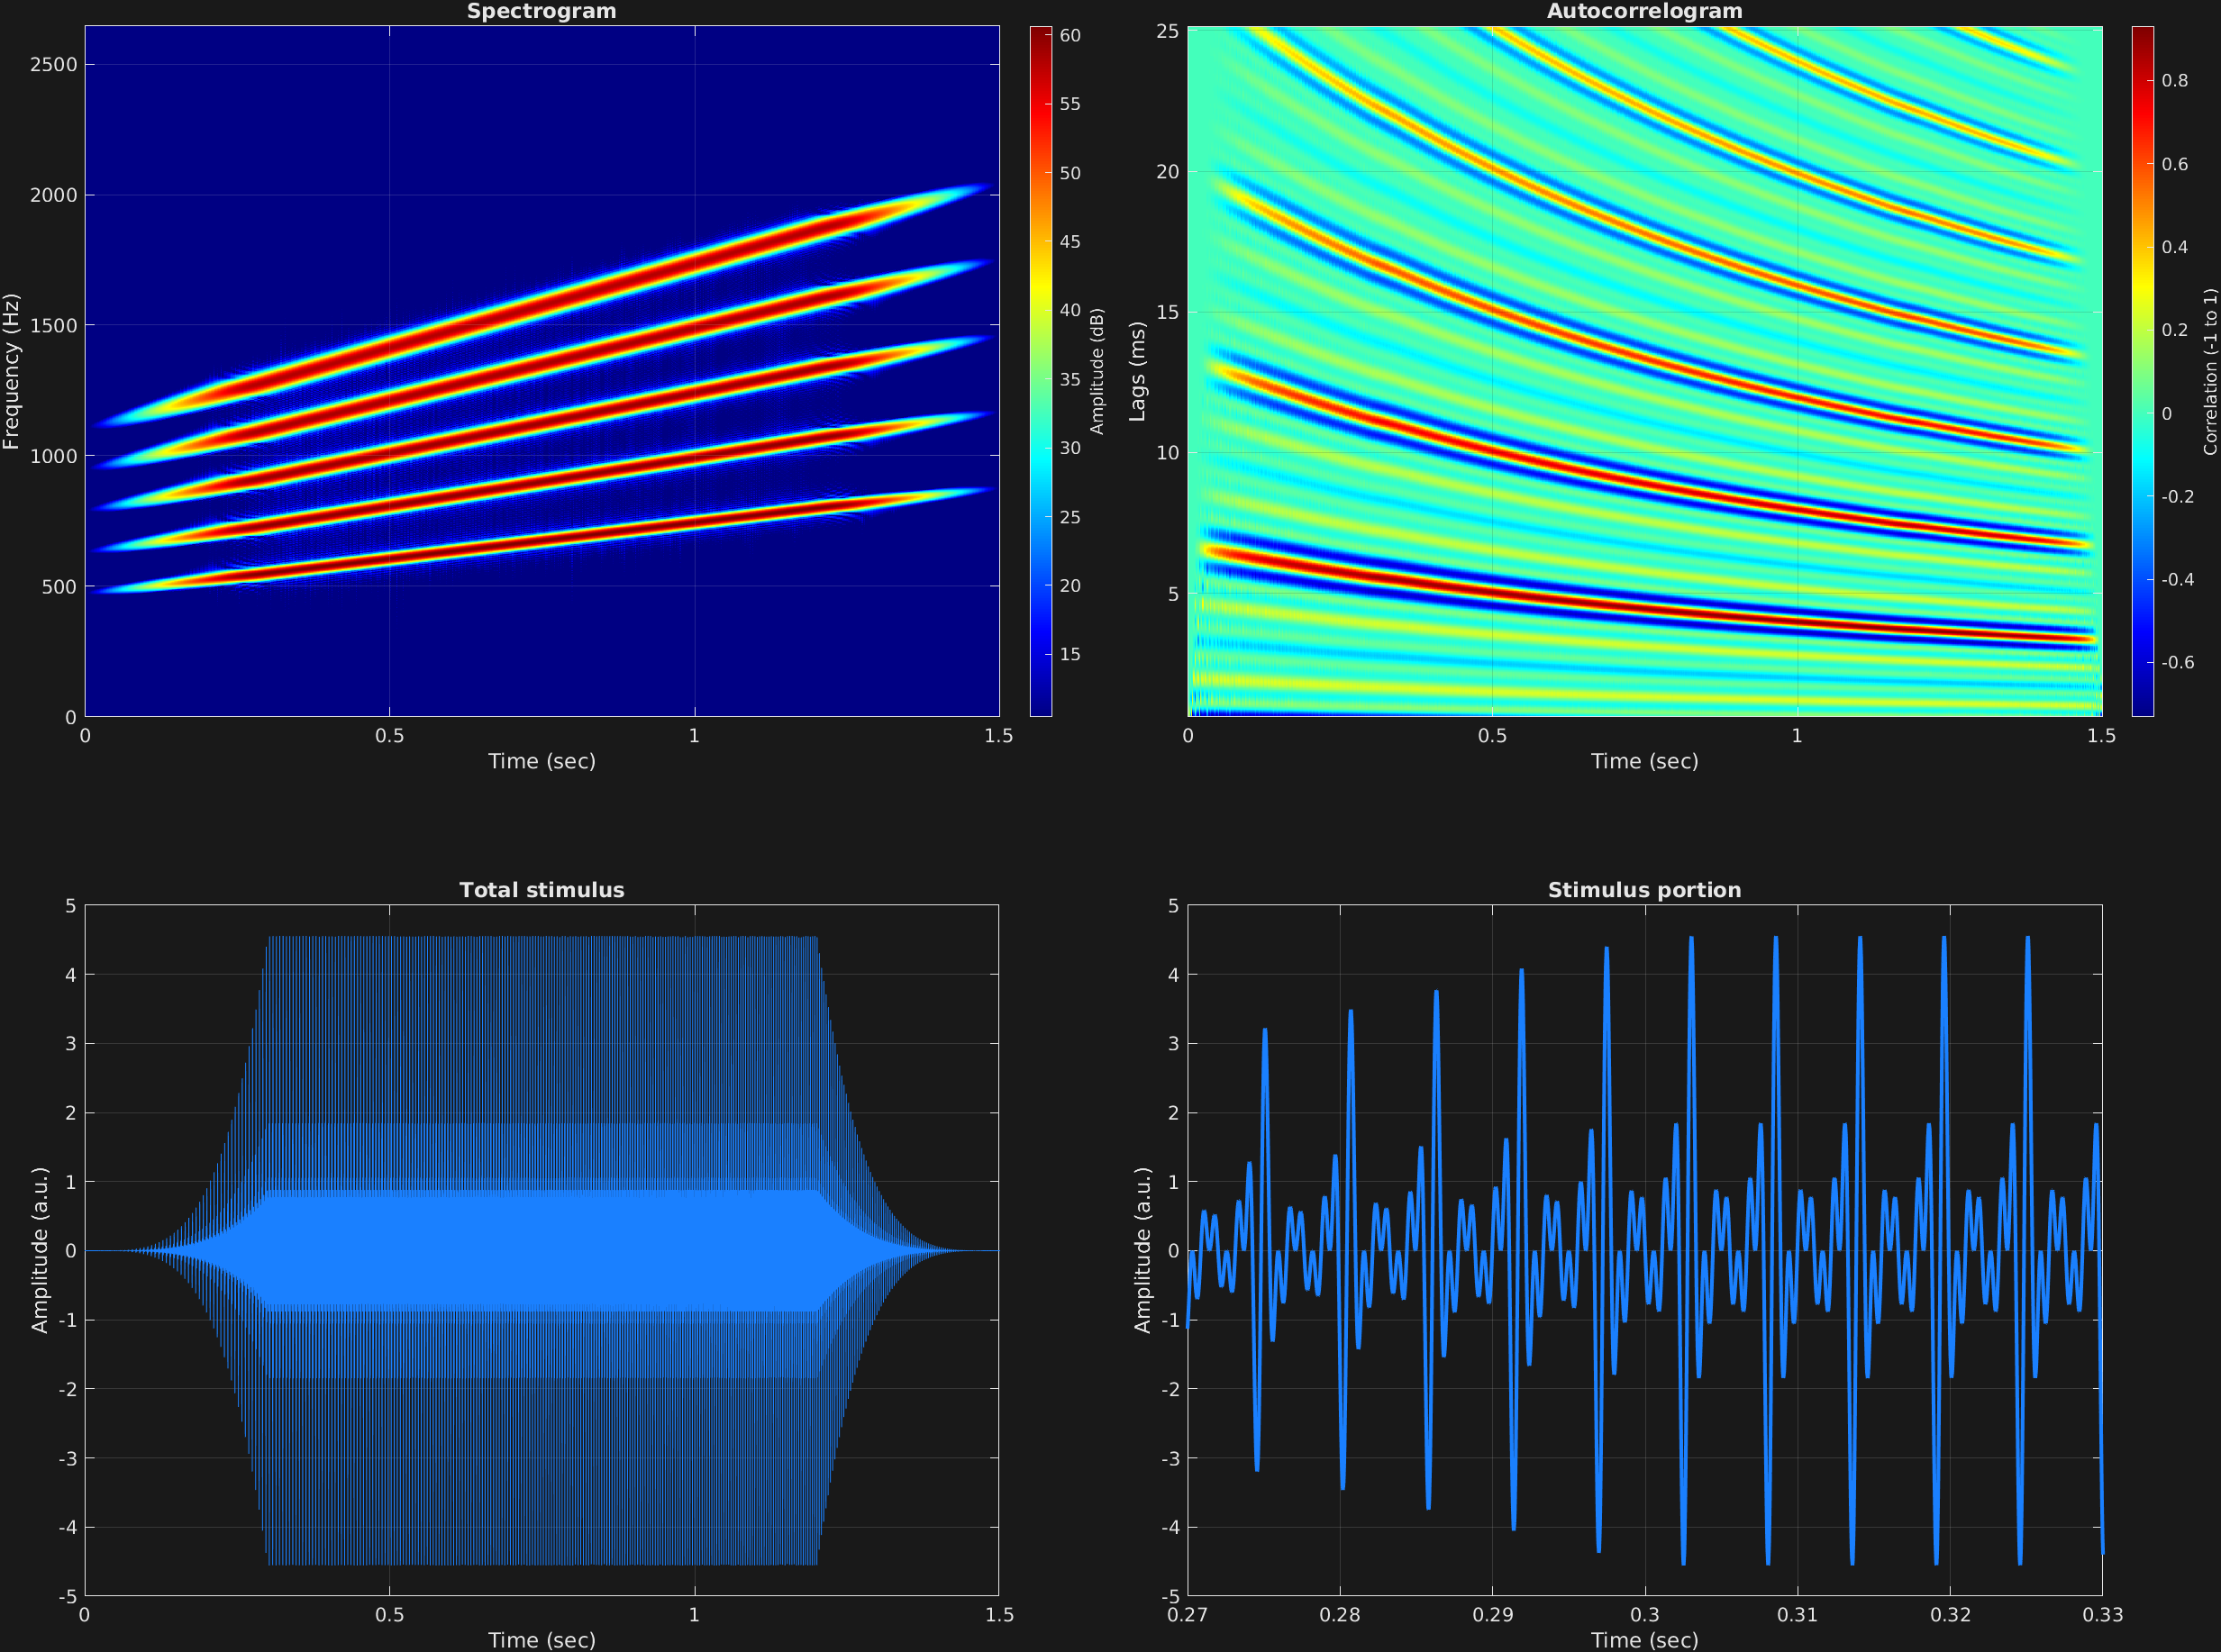 Spectrogram
2500
2000
1500
1000
500
0
0 0.5 1 1.5
Frequency (Hz)
Time (sec)
60
55
50
45
40
35
30
25
20
15
Amplitude (dB)
Autocorrelogram
25
20
15
10
5
0 0.5 1 1.5
Lags (ms)
Time (sec)
0.8
0.6
0.4
0.2
0
-0.2
-0.4
-0.6
Correlation (-1 to 1)
Total stimulus
5
4
3
2
1
0
-1
-2
-3
-4
-5
0 0.5 1 1.5
Amplitude (a.u.)
Time (sec)
Stimulus portion
5
4
3
2
1
0
-1
-2
-3
-4
-5
0.27 0.28 0.29 0.3 0.31 0.32 0.33
Amplitude (a.u.)
Time (sec)